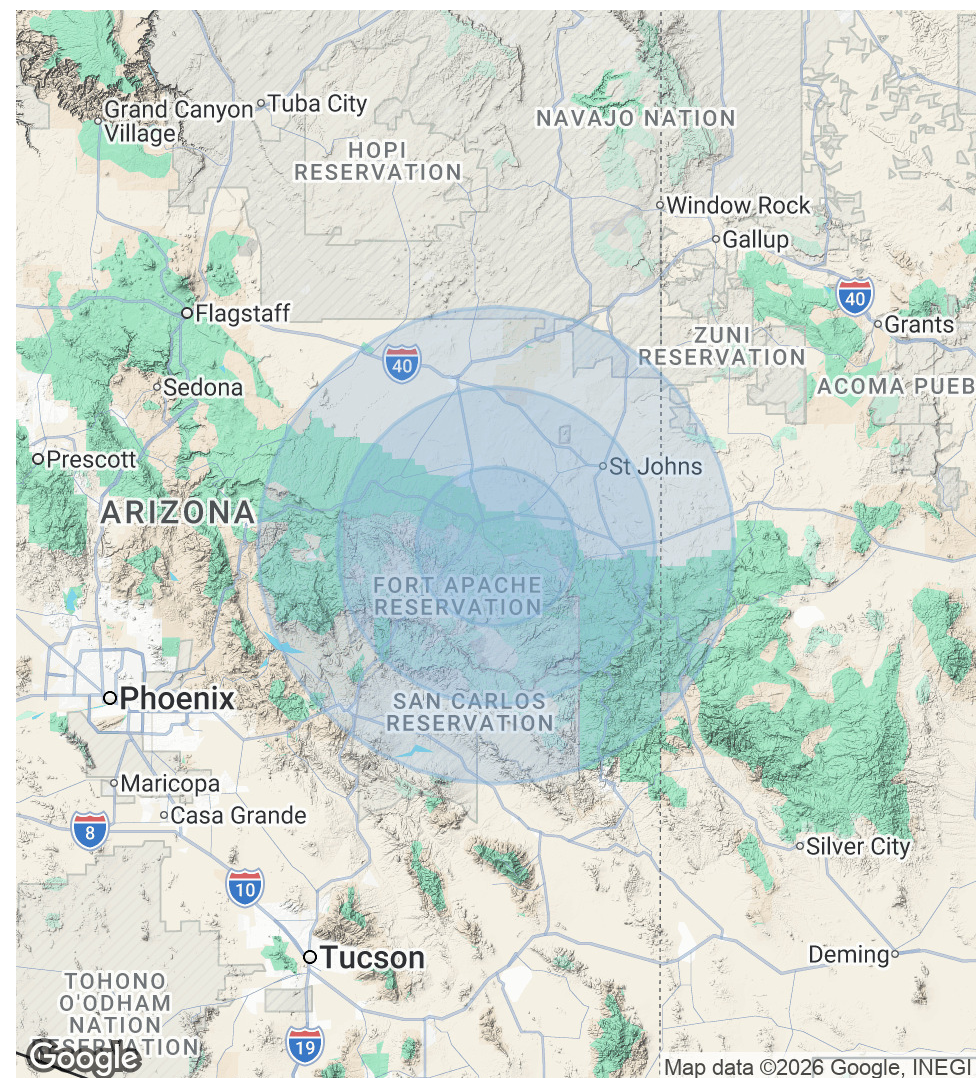 Grand Canyon
Village
Tuba City
NAVAJO NATION
HOPI
RESERVATION
Window Rock
Gallup
40
Flagstaff
Grants
ZUNI
RESERVATION
40
Sedona
ACOMA PUEB
Prescott
St Johns
ARIZONA
FORT APACHE
RESERVATION
Phoenix
SAN CARLOS
RESERVATION
Maricopa
Casa Grande
8
Silver City
10
Tucson
Deming
TOHONO
O'ODHAM
NATION
RESERVATION
19
Google
Map data ©2026 Google, INEGI